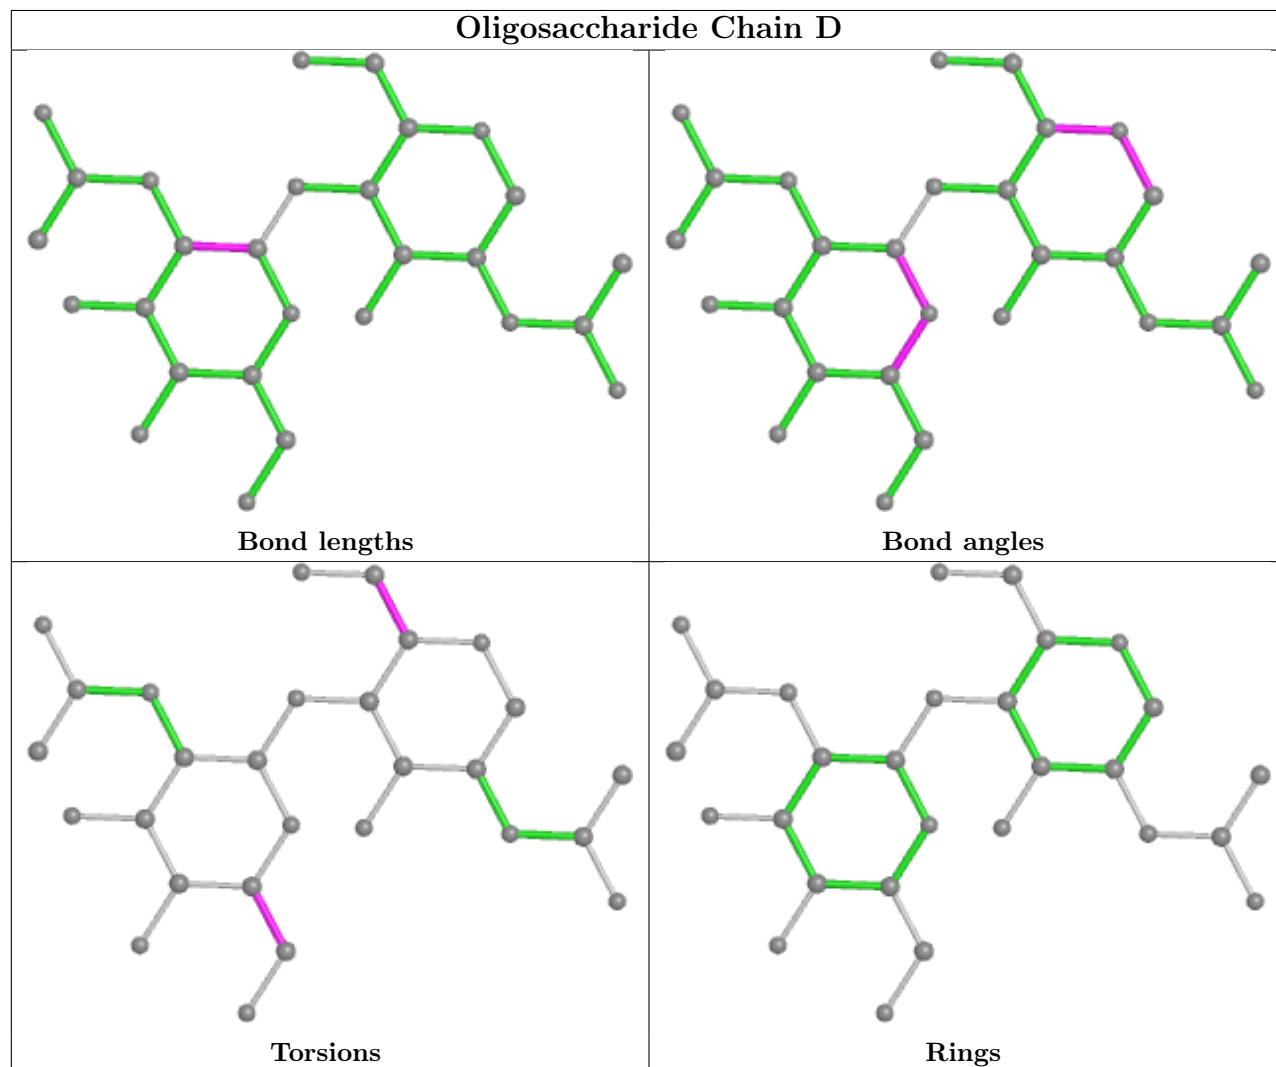 Oligosaccharide Chain D
Bond lengths
Bond angles
Torsions
Rings